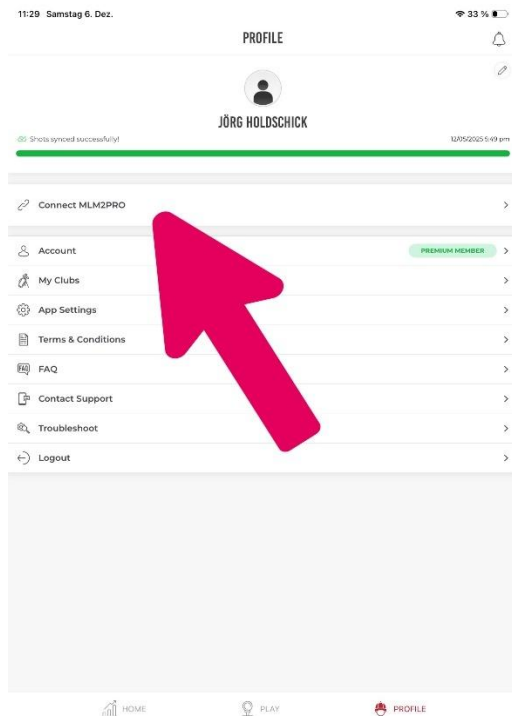 11:29 Samstag 6. Dez.
33 %
PROFILE
JÖRG HOLDSCHICK
Shots synced successfully!
12/05/2025 5:49 pm
Connect MLM2PRO
Account
PREMIUM MEMBER
My Clubs
App Settings
Terms & Conditions
FAQ
FAQ
Contact Support
Troubleshoot
Logout
HOME
PLAY
PROFILE